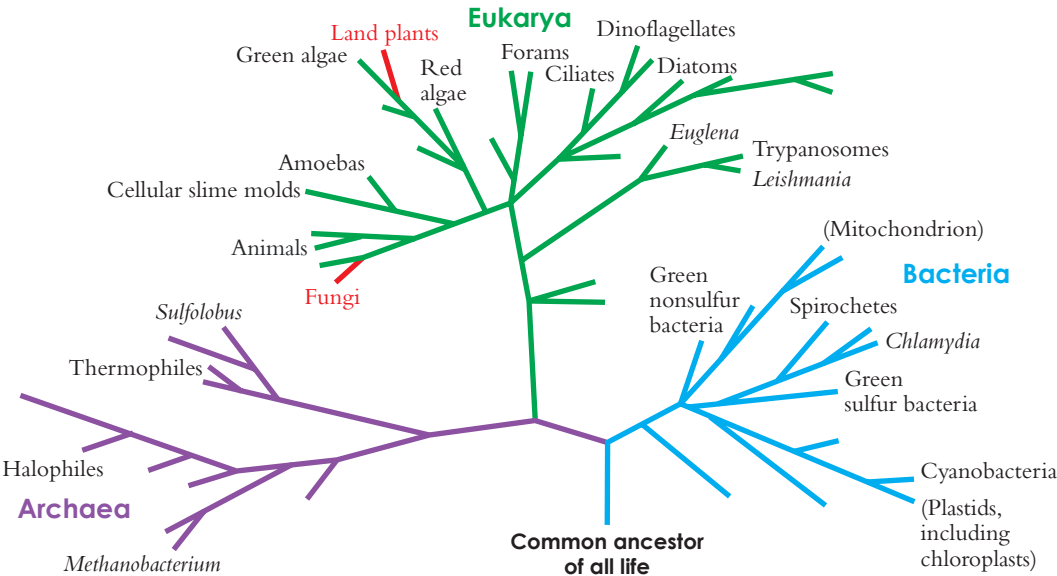 Eukarya
Land plants
Green algae
Red
algae
Forams
Ciliates
Dinoflagellates
Diatoms
Euglena
Trypanosomes
Leishmania
Amoebas
Cellular slime molds
Animals
Fungi
(Mitochondrion)
Bacteria
Green
nonsulfur
bacteria
Spirochetes
Chlamydia
Green
sulfur bacteria
Cyanobacteria
(Plastids,
including
chloroplasts)
Sulfolobus
Thermophiles
Halophiles
Archaea
Methanobacterium
Common ancestor
of all life